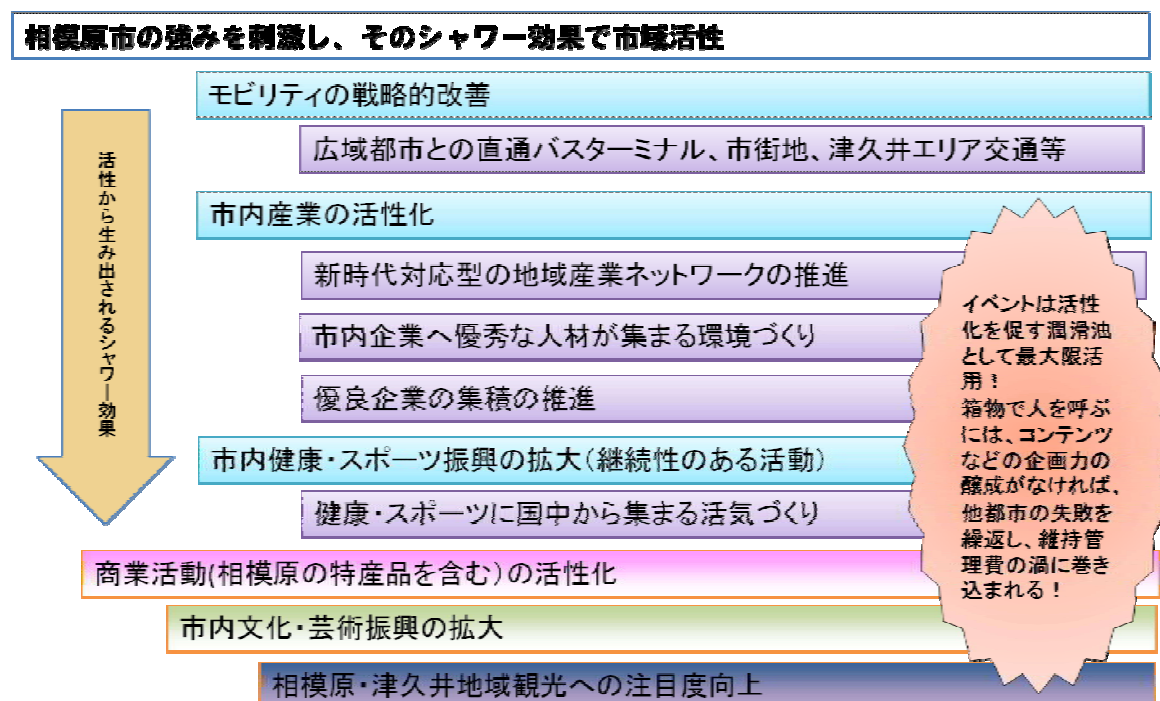 相模原市の強みを刺激し、そのシャワー効果で市域活性
モビリティの戦略的改善
広域都市との直通バスターミナル、市街地、津久井エリア交通等
活性から生み出されるシャワー効果
市内産業の活性化
新時代対応型の地域産業ネットワークの推進
市内企業へ優秀な人材が集まる環境づくり
優良企業の集積の推進
市内健康・スポーツ振興の拡大（継続性のある活動）
健康・スポーツに国中から集まる活気づくり
イベントは活性
化を促す潤滑油
として最大限活
用！
箱物で人を呼ぶ
には、コンテンツ
などの企画力の
醸成がなければ、
他都市の失敗を
繰返し、維持管
理費の渦に巻き
込まれる！
商業活動(相模原の特産品を含む）の活性化
市内文化・芸術振興の拡大
相模原・津久井地域観光への注目度向上